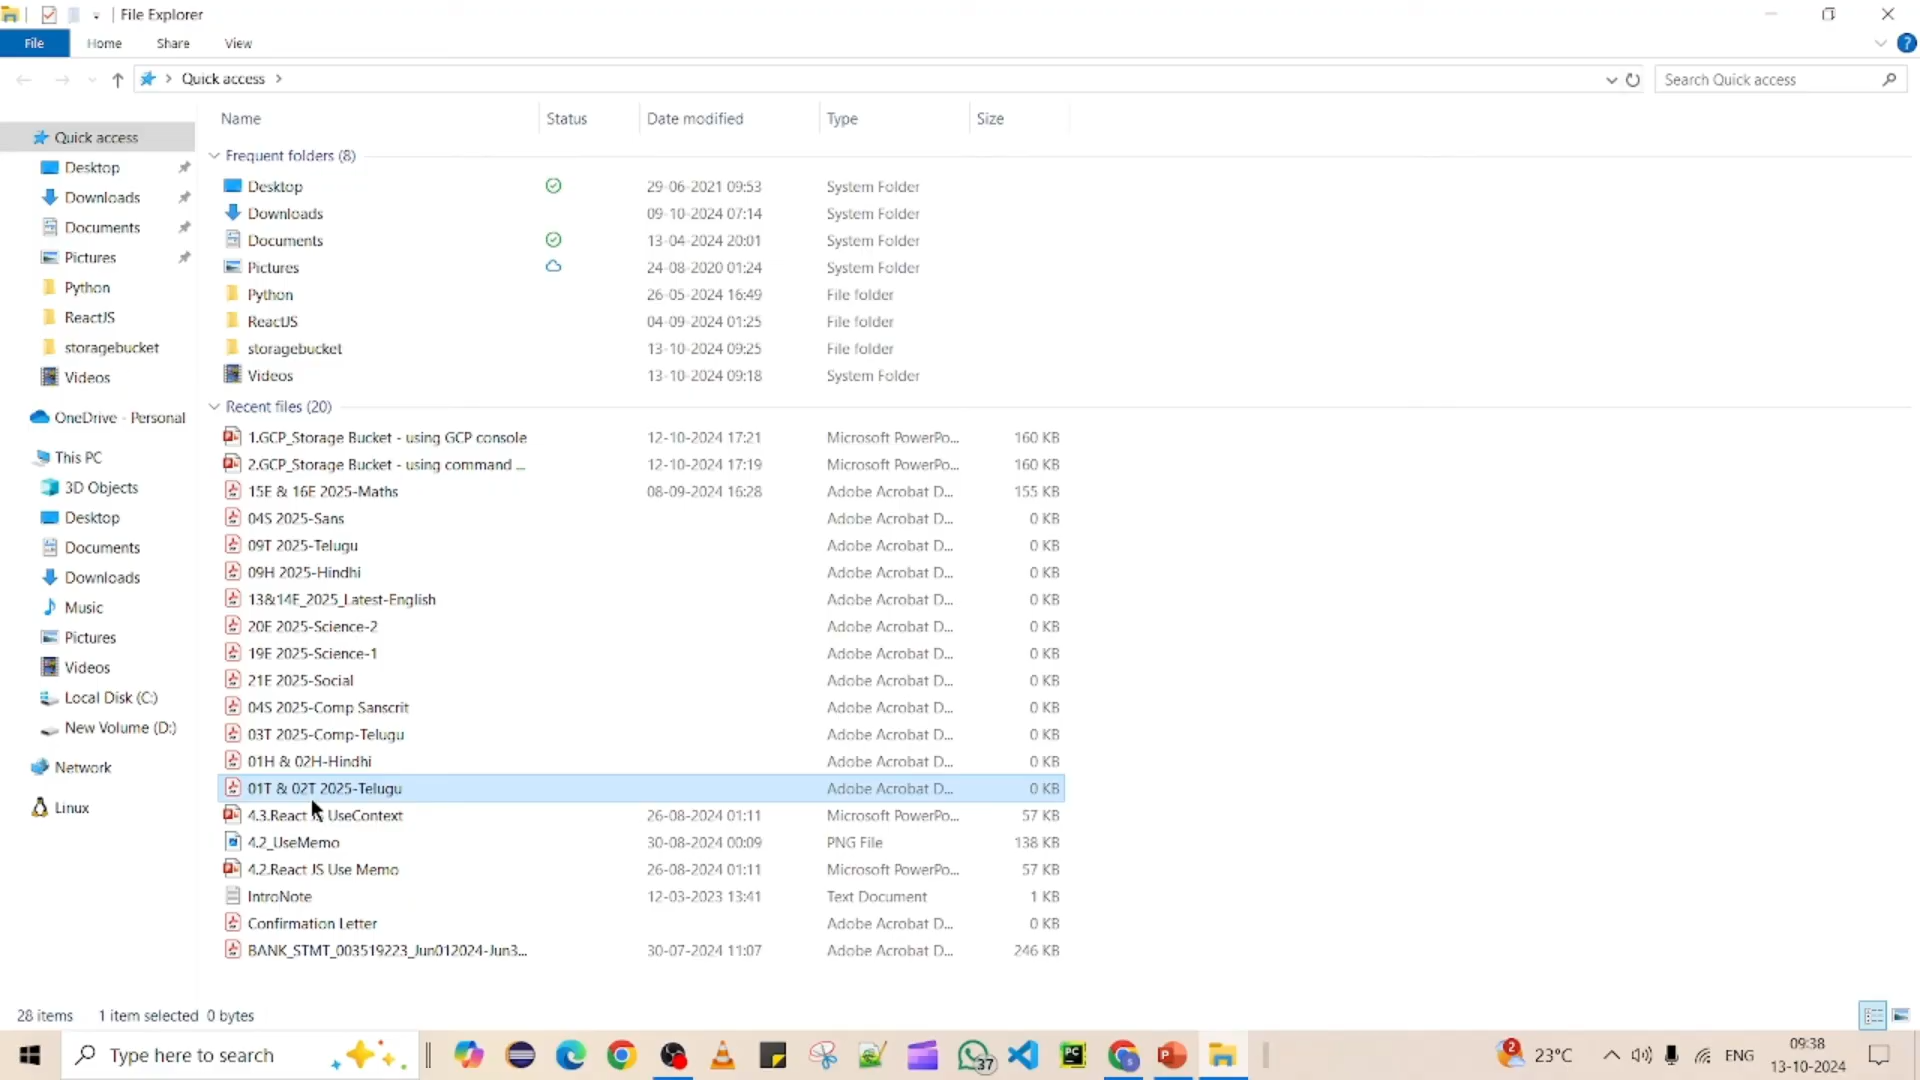 File Explorer
File Home Share View
Quick access
Search Quick access
Name Status Date modified Type Size
Quick access
Desktop
Downloads
Documents
Pictures
Python
ReactJS
storagebucket
Videos
OneDrive - Personal
This PC
3D Objects
Desktop
Documents
Downloads
Music
Pictures
Videos
Local Disk (C:)
New Volume (D:)
Network
Linux
Frequent folders (8)
Desktop 29-06-2021 09:53 System Folder
Downloads 09-10-2024 07:14 System Folder
Documents 13-04-2024 20:01 System Folder
Pictures 24-08-2020 01:24 System Folder
Python 26-05-2024 16:49 File folder
ReactJS 04-09-2024 01:25 File folder
storagebucket 13-10-2024 09:25 File folder
Videos 13-10-2024 09:18 System Folder
Recent files (20)
1.GCP_Storage Bucket - using GCP console 12-10-2024 17:21 Microsoft PowerPo... 160 KB
2.GCP_Storage Bucket - using command ... 12-10-2024 17:19 Microsoft PowerPo... 160 KB
15E & 16E 2025-Maths 08-09-2024 16:28 Adobe Acrobat D... 155 KB
04S 2025-Sans Adobe Acrobat D... 0 KB
09T 2025-Telugu Adobe Acrobat D... 0 KB
09H 2025-Hindhi Adobe Acrobat D... 0 KB
13&14E_2025_Latest-English Adobe Acrobat D... 0 KB
20E 2025-Science-2 Adobe Acrobat D... 0 KB
19E 2025-Science-1 Adobe Acrobat D... 0 KB
21E 2025-Social Adobe Acrobat D... 0 KB
04S 2025-Comp Sanscrit Adobe Acrobat D... 0 KB
03T 2025-Comp-Telugu Adobe Acrobat D... 0 KB
01H & 02H-Hindhi Adobe Acrobat D... 0 KB
01T & 02T 2025-Telugu Adobe Acrobat D... 0 KB
4.3.React JS UseContext 26-08-2024 01:11 Microsoft PowerPo... 57 KB
4.2_UseMemo 30-08-2024 00:09 PNG File 138 KB
4.2.React JS Use Memo 26-08-2024 01:11 Microsoft PowerPo... 57 KB
IntroNote 12-03-2023 13:41 Text Document 1 KB
Confirmation Letter Adobe Acrobat D... 0 KB
BANK_STMT_003519223_Jun012024-Jun3... 30-07-2024 11:07 Adobe Acrobat D... 246 KB
28 items 1 item selected 0 bytes
Type here to search
37
PC
2
23°C
ENG
09:38
13-10-2024